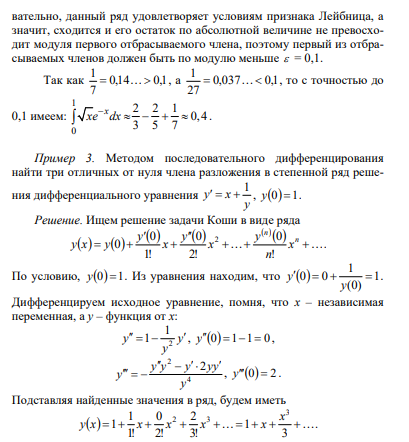 вательно, данный ряд удовлетворяет условиям признака Лейбница, а
значит, сходится и его остаток по абсолютной величине не превосхо-
дит модуля первого отбрасываемого члена, поэтому первый из отбра-
сываемых членов должен быть по модулю меньше ε = 0,1.
Так как 1/7 = 0,14... > 0,1, а 1/27 = 0,037... < 0,1, то с точностью до
0,1 имеем: ∫₀¹ √x e⁻ˣ dx ≈ 2/3 − 2/5 + 1/7 ≈ 0,4.
Пример 3. Методом последовательного дифференцирования
найти три отличных от нуля члена разложения в степенной ряд реше-
ния дифференциального уравнения y′ = x + 1/y, y(0) = 1.
Решение. Ищем решение задачи Коши в виде ряда
y(x) = y(0) + y′(0)/1! x + y″(0)/2! x² + ... + y⁽ⁿ⁾(0)/n! xⁿ + ....
По условию, y(0) = 1. Из уравнения находим, что y′(0) = 0 + 1/y(0) = 1.
Дифференцируем исходное уравнение, помня, что x – независимая
переменная, а y – функция от x:
y″ = 1 − 1/y² y′, y″(0) = 1 − 1 = 0,
y‴ = − (y″y² − y′ · 2yy′)/y⁴, y‴(0) = 2.
Подставляя найденные значения в ряд, будем иметь
y(x) = 1 + 1/1! x + 0/2! x² + 2/3! x³ + ... = 1 + x + x³/3 + ....